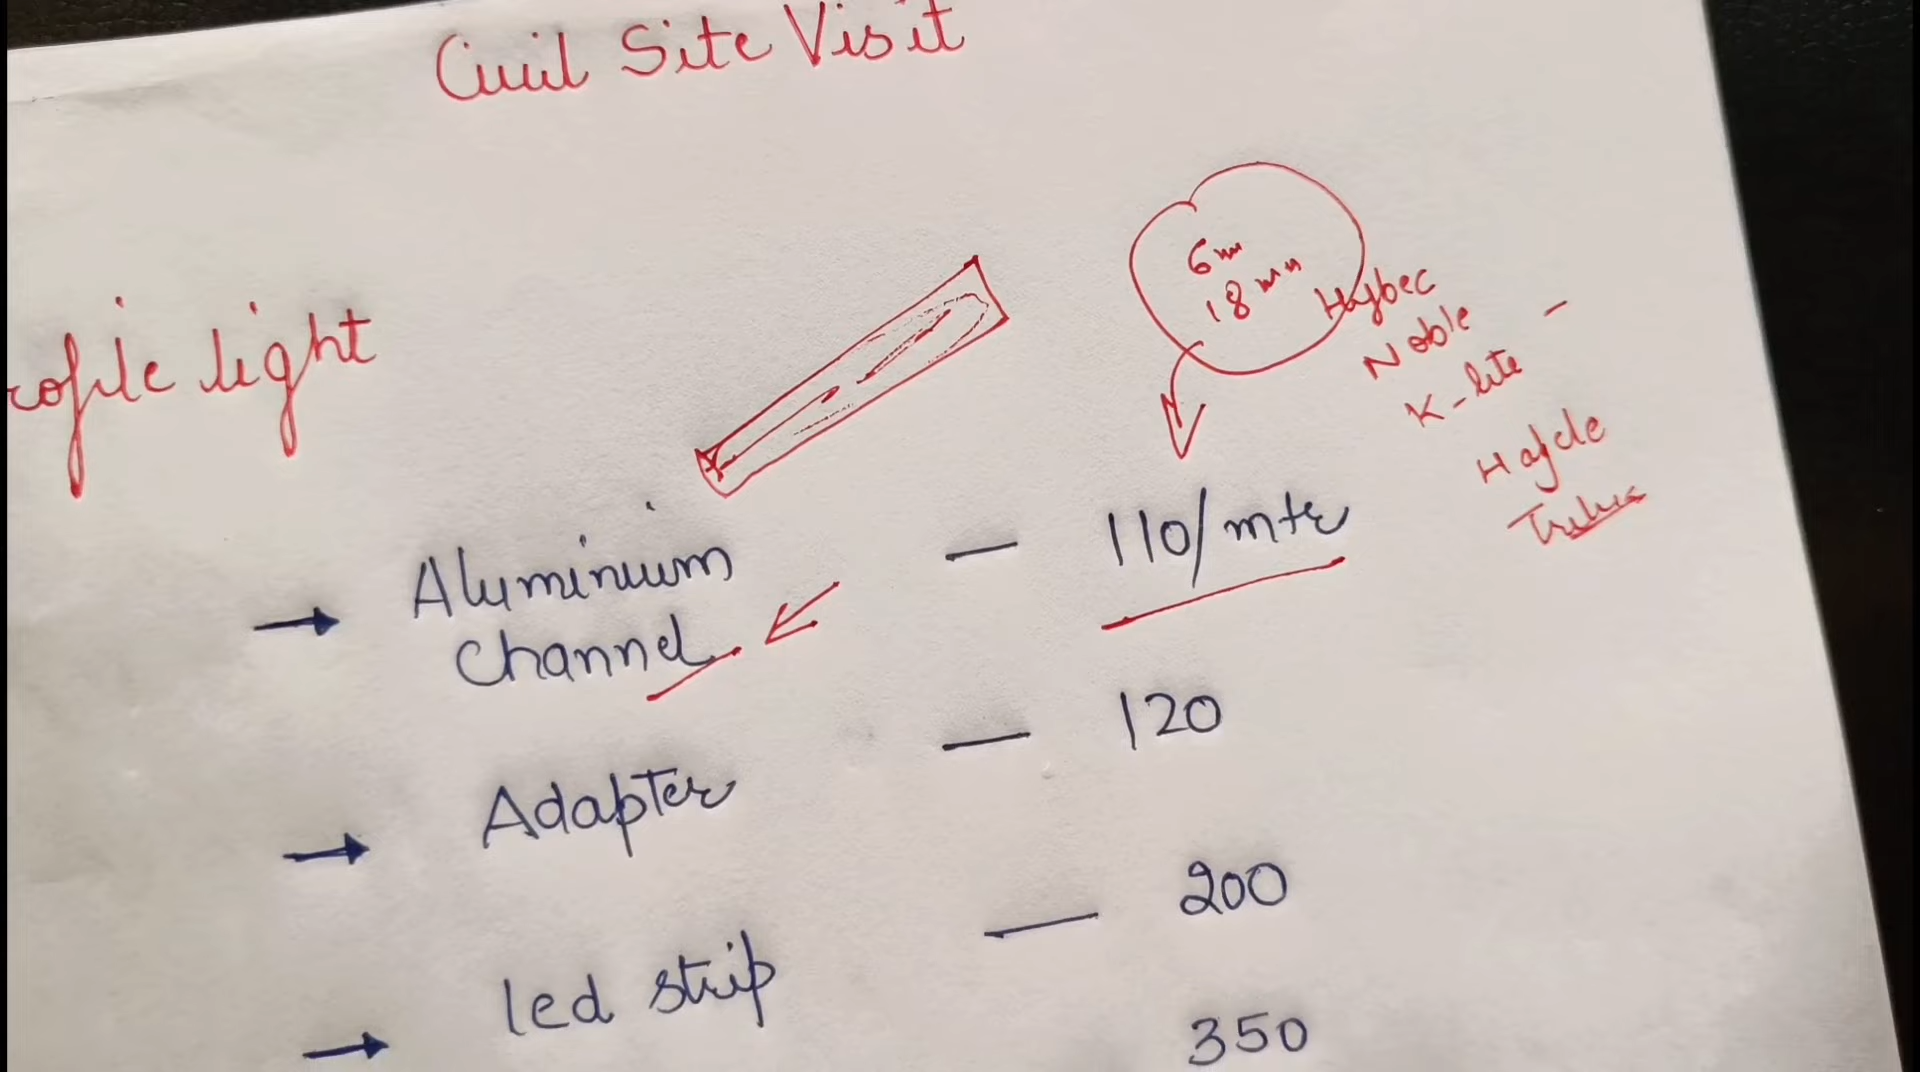 Civil Site Visit
rofile light
6mm
18mm
Hybec
Noble -
K-lite
Hafele
Aluminium — 110/mtr
Channel
Adapter — 120
led strip — 200
350